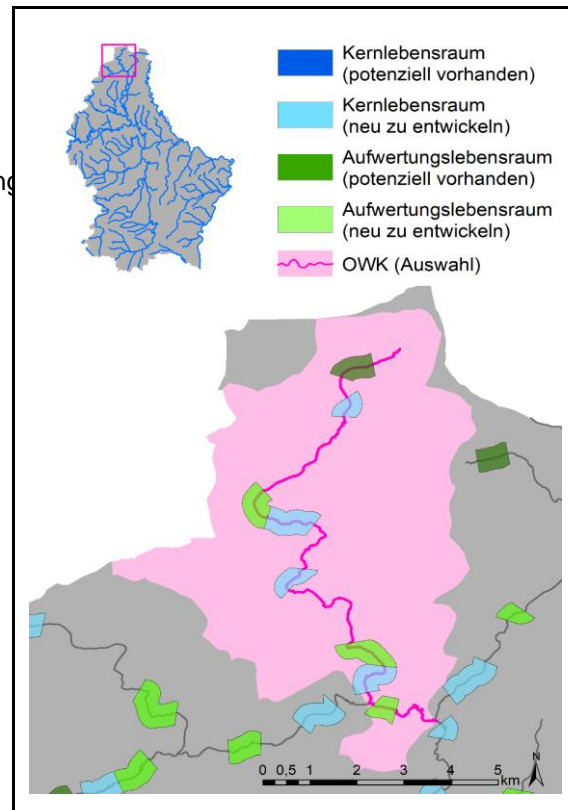 Kernlebensraum
(potenziell vorhanden)
Kernlebensraum
(neu zu entwickeln)
Aufwertungslebensraum
(potenziell vorhanden)
Aufwertungslebensraum
(neu zu entwickeln)
OWK (Auswahl)
ng
N
0 0,5 1 2 3 4 5
km